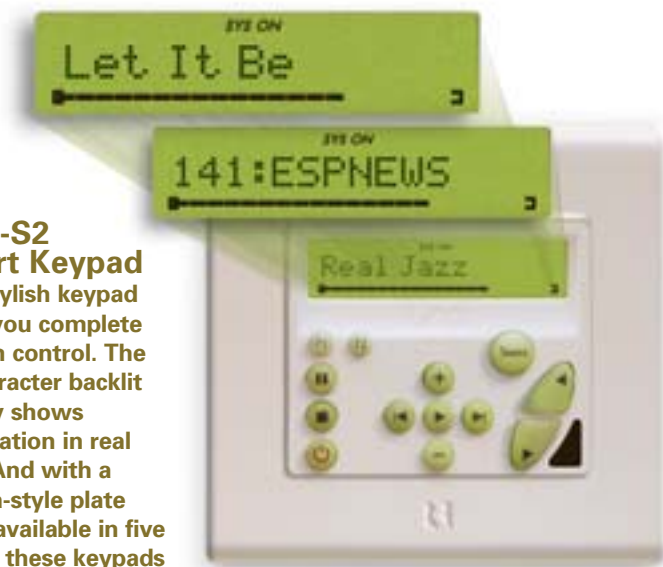 SYS ON
Let It Be
SYS ON
141:ESPNEWS
Real Jazz
-S2
rt Keypad
ylish keypad
you complete
n control. The
racter backlit
y shows
ation in real
And with a
-style plate
available in five
these keypads